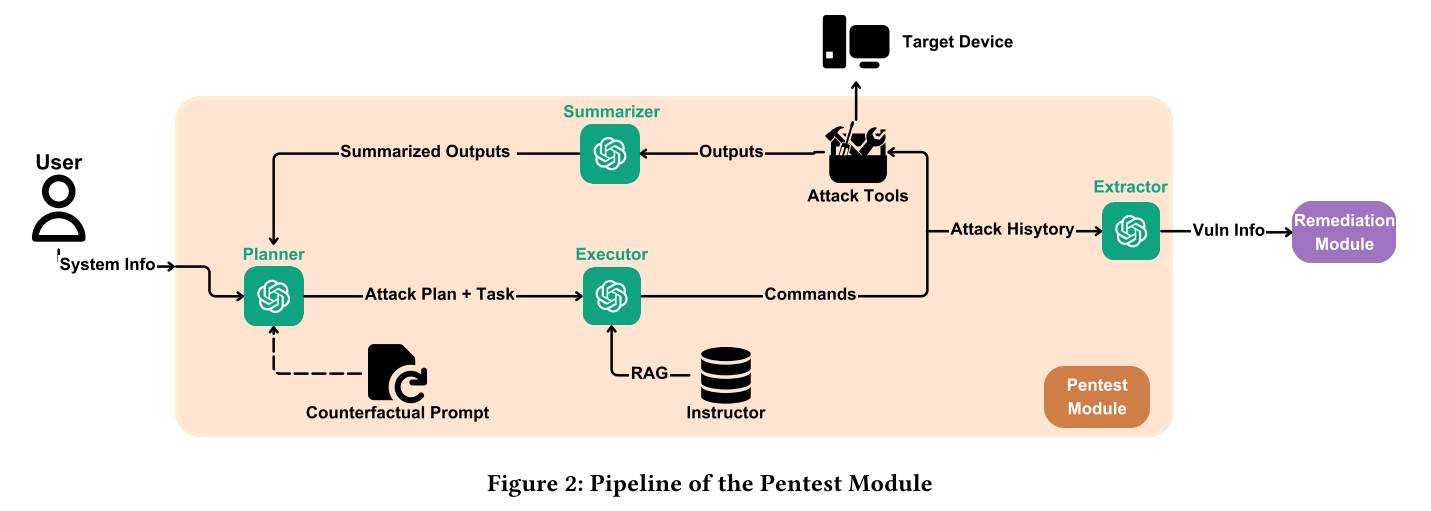 Target Device
Summarizer
User
Summarized Outputs
Outputs
Attack Tools
Extractor
System Info
Planner
Executor
Attack Hisytory
Vuln Info
Remediation
Module
Attack Plan + Task
Commands
RAG
Counterfactual Prompt
Instructor
Pentest
Module
Figure 2: Pipeline of the Pentest Module